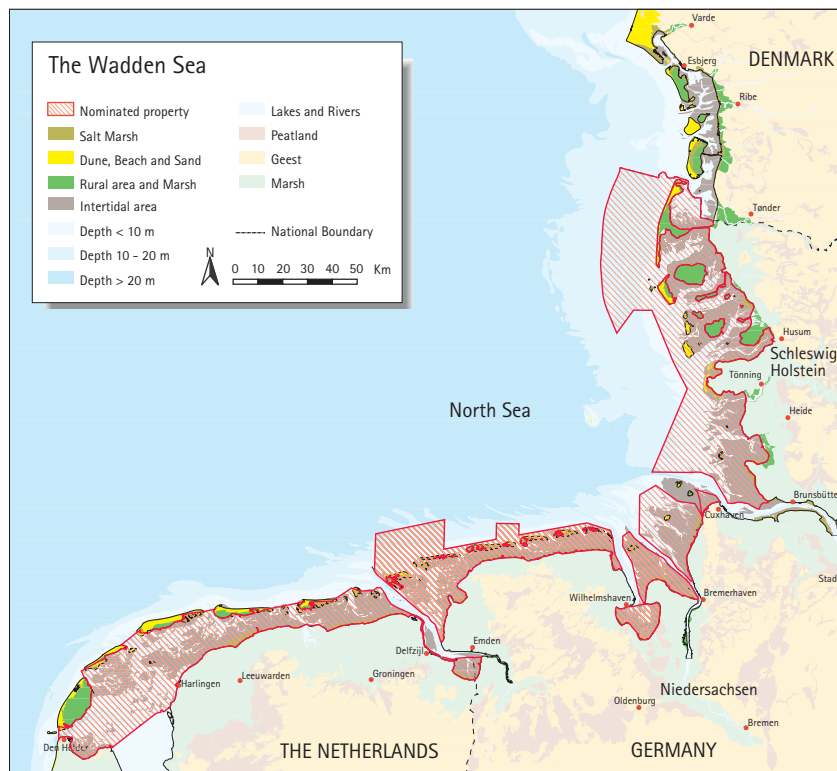 The Wadden Sea
Nominated property
Salt Marsh
Dune, Beach and Sand
Rural area and Marsh
Intertidal area
Depth < 10 m
Depth 10 - 20 m
Depth > 20 m
Lakes and Rivers
Peatland
Geest
Marsh
National Boundary
N
0 10 20 30 40 50 Km
Varde
Esbjerg
DENMARK
Ribe
Tønder
Husum
Schleswig
Holstein
Tönning
Heide
North Sea
Brunsbütte
Cuxhaven
Stad
Wilhelmshaven
Bremerhaven
Emden
Delfzijl
Groningen
Leeuwarden
Harlingen
Niedersachsen
Oldenburg
Bremen
Den Helder
THE NETHERLANDS
GERMANY